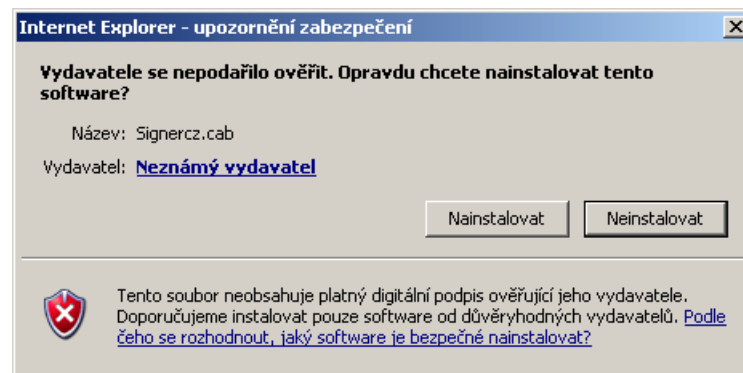 Internet Explorer - upozornění zabezpečení
Vydavatele se nepodařilo ověřit. Opravdu chcete nainstalovat tento
software?
Název: Signercz.cab
Vydavatel: Neznámý vydavatel
Nainstalovat Neinstalovat
Tento soubor neobsahuje platný digitální podpis ověřující jeho vydavatele.
Doporučujeme instalovat pouze software od důvěryhodných vydavatelů. Podle
čeho se rozhodnout, jaký software je bezpečné nainstalovat?